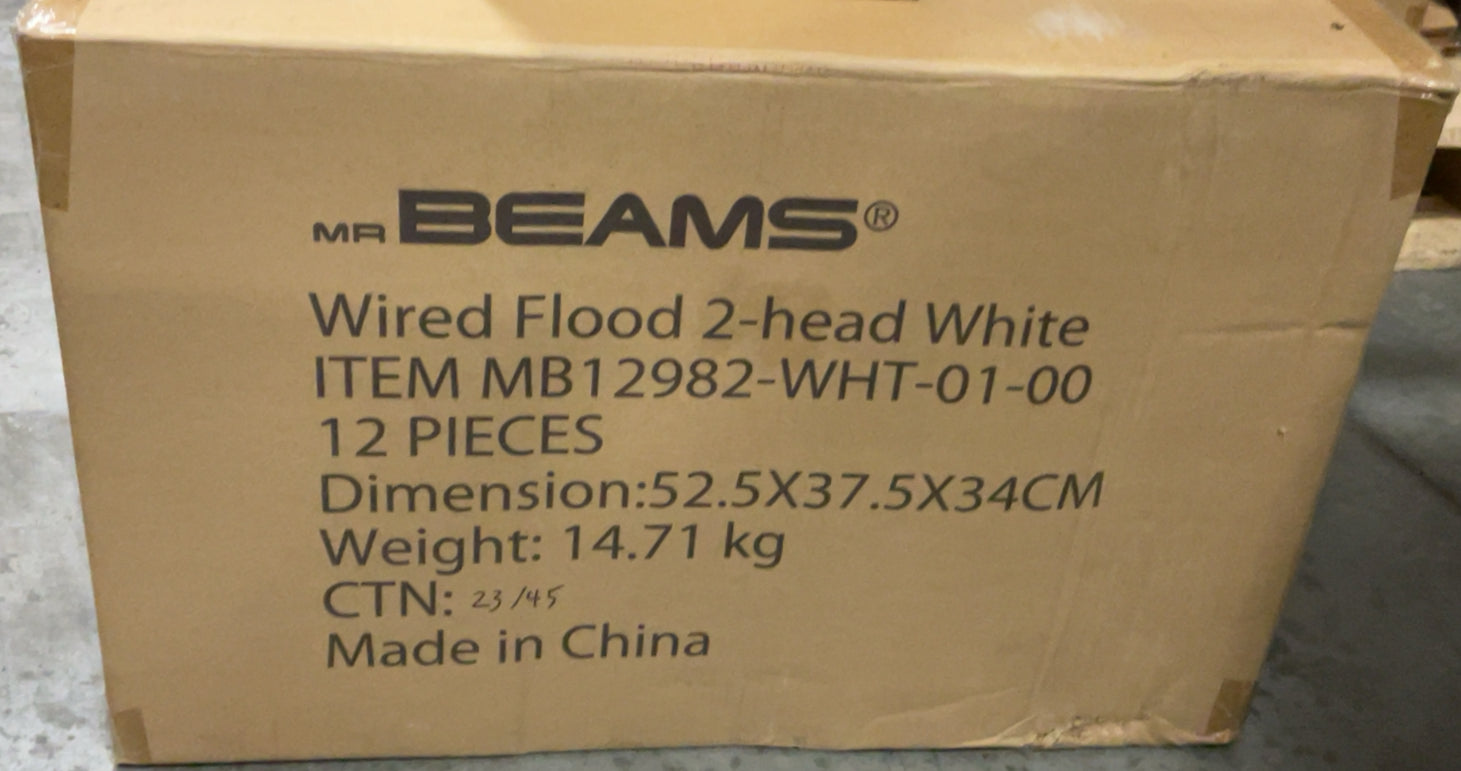 MR BEAMS®
Wired Flood 2-head White
ITEM MB12982-WHT-01-00
12 PIECES
Dimension:52.5X37.5X34CM
Weight: 14.71 kg
CTN: 23/45
Made in China